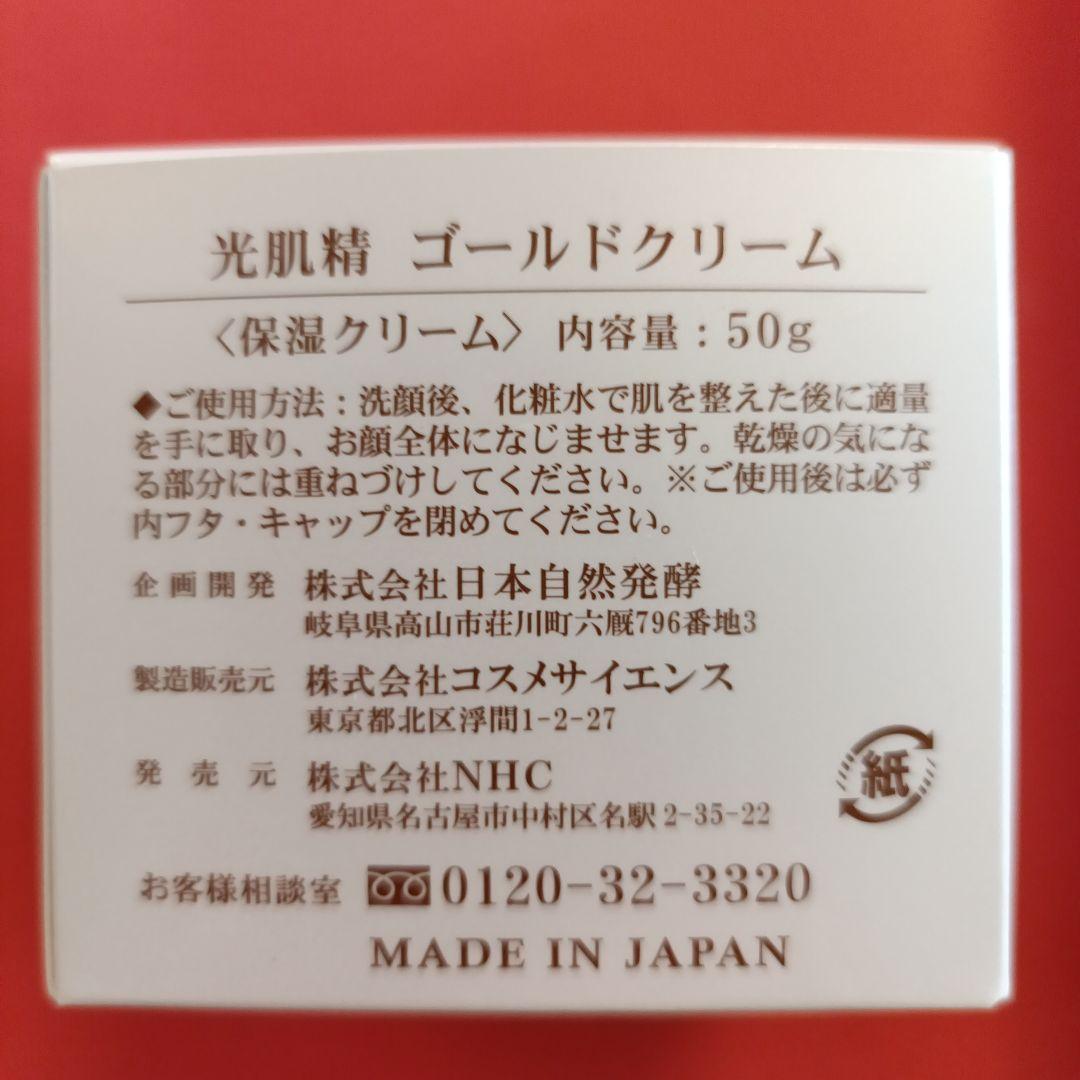 光肌精 ゴールドクリーム
〈保湿クリーム〉 内容量：50g
◆ご使用方法：洗顔後、化粧水で肌を整えた後に適量
を手に取り、お顔全体になじませます。乾燥の気にな
る部分には重ねづけしてください。※ご使用後は必ず
内フタ・キャップを閉めてください。
企画開発 株式会社日本自然発酵
岐阜県高山市荘川町六厩796番地3
製造販売元 株式会社コスメサイエンス
東京都北区浮間1-2-27
発売元 株式会社NHC
愛知県名古屋市中村区名駅2-35-22
紙
お客様相談室 0120-32-3320
MADE IN JAPAN